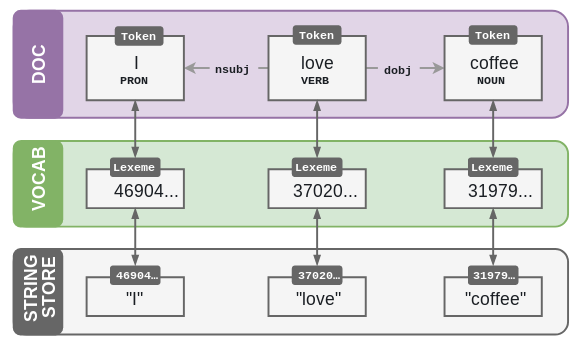 DOC
Token
I
PRON
nsubj
Token
love
VERB
dobj
Token
coffee
NOUN
VOCAB
Lexeme
46904...
Lexeme
37020...
Lexeme
31979...
STRING
STORE
46904…
"I"
37020…
"love"
31979…
"coffee"